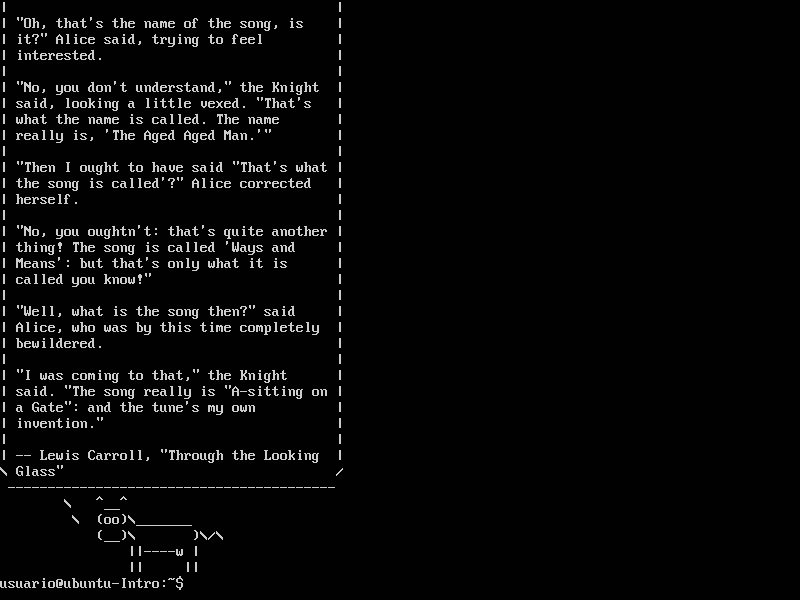 "Oh, that's the name of the song, is
it?" Alice said, trying to feel
interested.
"No, you don't understand," the Knight
said, looking a little vexed. "That's
what the name is called. The name
really is, 'The Aged Aged Man.'"
"Then I ought to have said "That's what
the song is called'?" Alice corrected
herself.
"No, you oughtn't: that's quite another
thing! The song is called 'Ways and
Means': but that's only what it is
called you know!"
"Well, what is the song then?" said
Alice, who was by this time completely
bewildered.
"I was coming to that," the Knight
said. "The song really is "A-sitting on
a Gate": and the tune's my own
invention."
-- Lewis Carroll, "Through the Looking
Glass"
usuario@ubuntu-Intro:~$